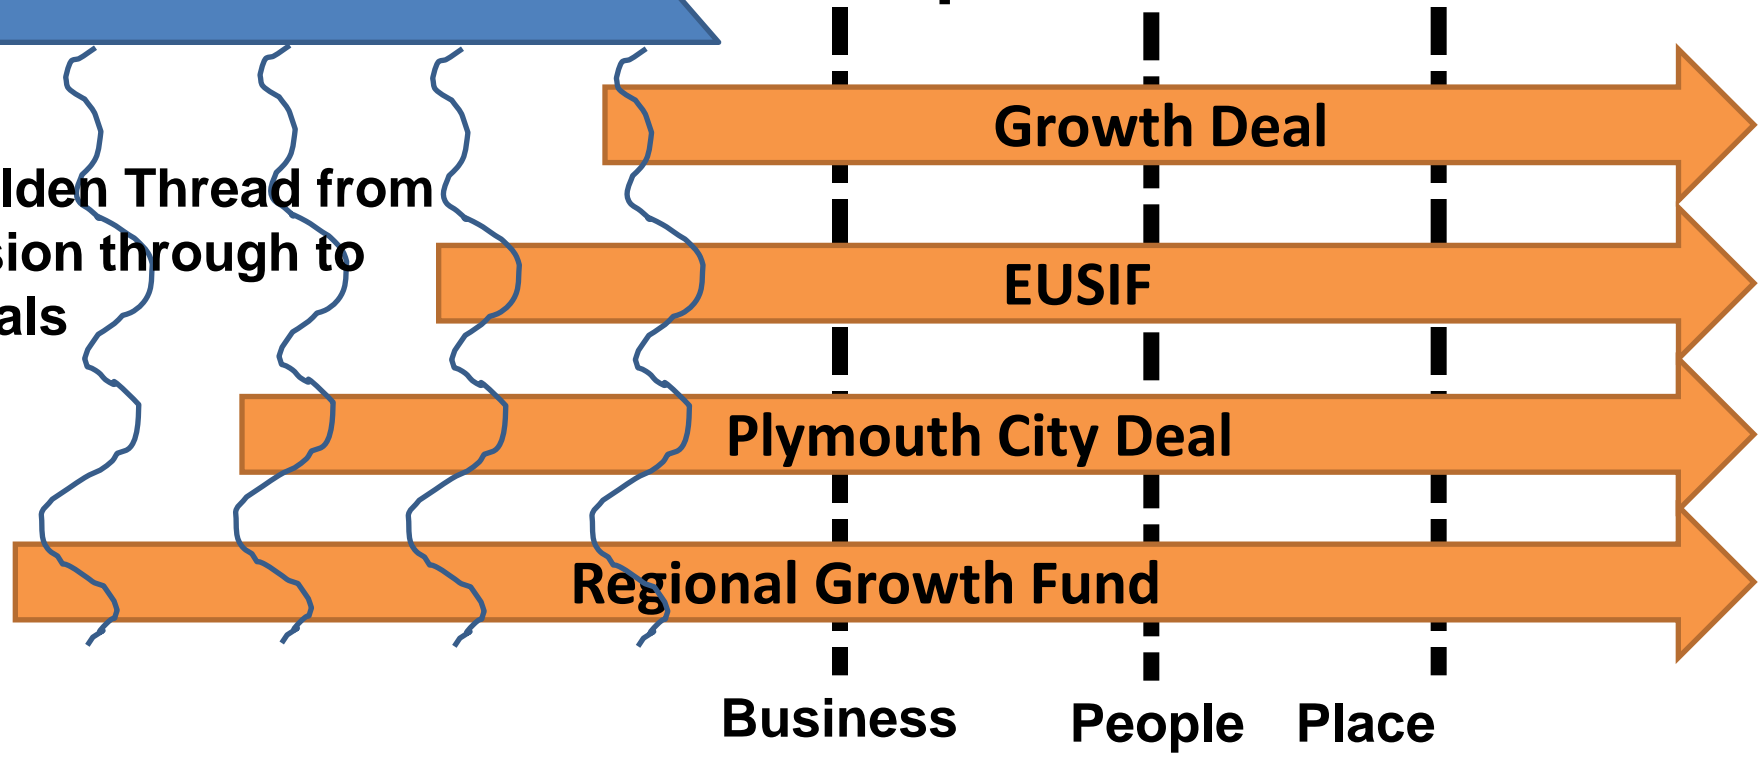 Growth Deal
lden Thread from
sion through to
als
EUSIF
Plymouth City Deal
Regional Growth Fund
Business People Place